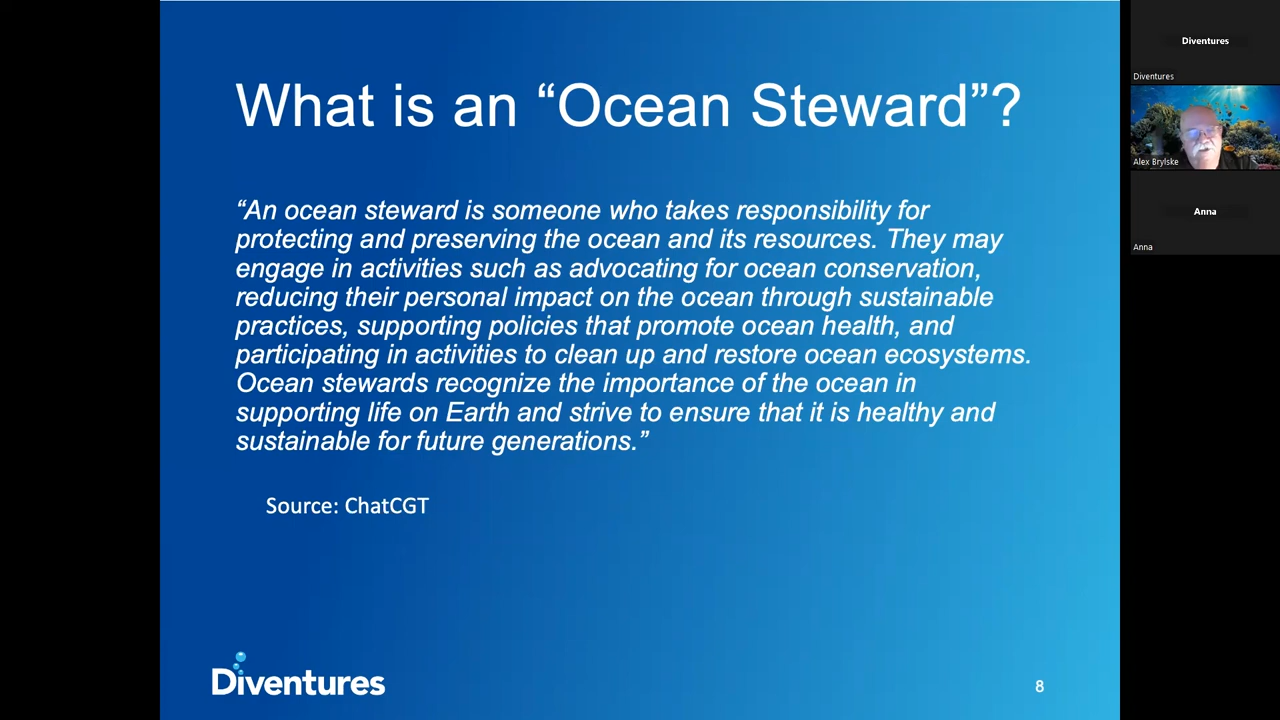 What is an “Ocean Steward”?
“An ocean steward is someone who takes responsibility for
protecting and preserving the ocean and its resources. They may
engage in activities such as advocating for ocean conservation,
reducing their personal impact on the ocean through sustainable
practices, supporting policies that promote ocean health, and
participating in activities to clean up and restore ocean ecosystems.
Ocean stewards recognize the importance of the ocean in
supporting life on Earth and strive to ensure that it is healthy and
sustainable for future generations.”
Source: ChatCGT
Diventures
8
Diventures
Diventures
Alex Brylske
Anna
Anna